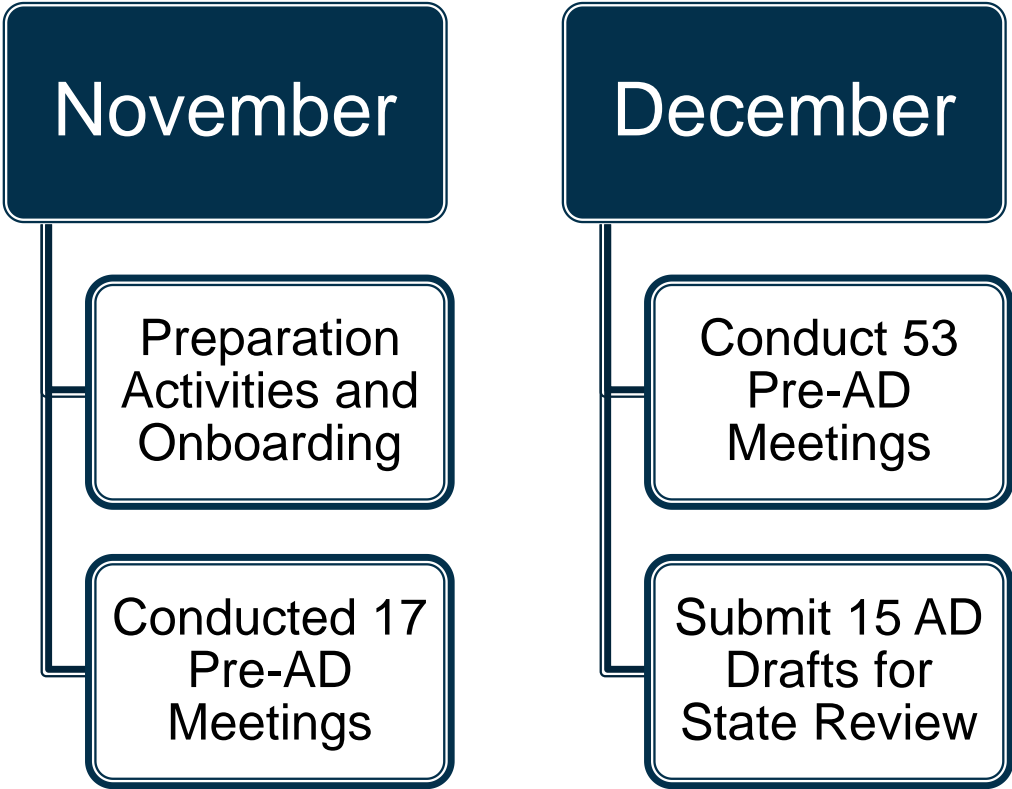 November
Preparation
Activities and
Onboarding
Conducted 17
Pre-AD
Meetings
December
Conduct 53
Pre-AD
Meetings
Submit 15 AD
Drafts for
State Review